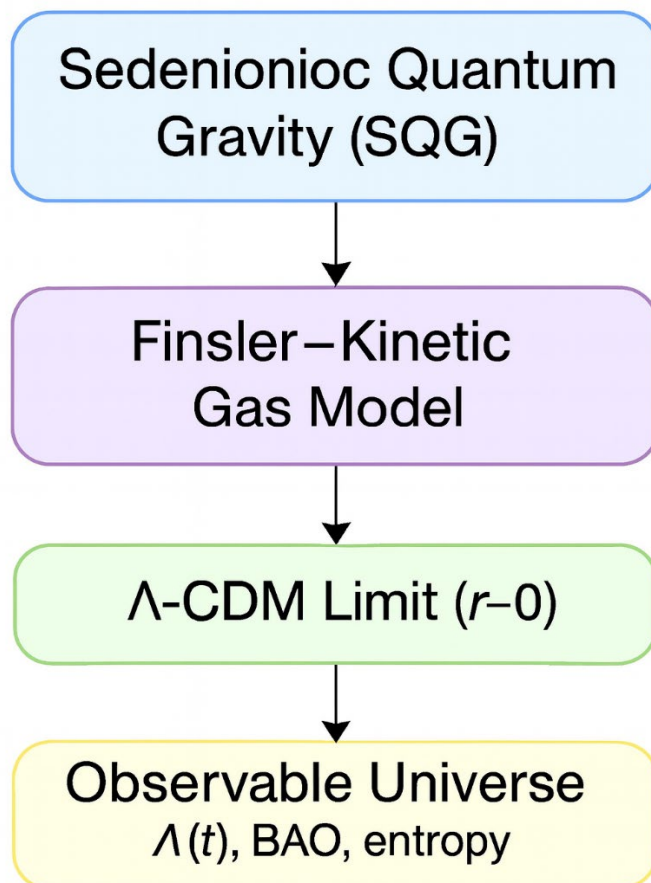 Sedenionioc Quantum
Gravity (SQG)
Finsler–Kinetic
Gas Model
Λ-CDM Limit (r–0)
Observable Universe
Λ(t), BAO, entropy